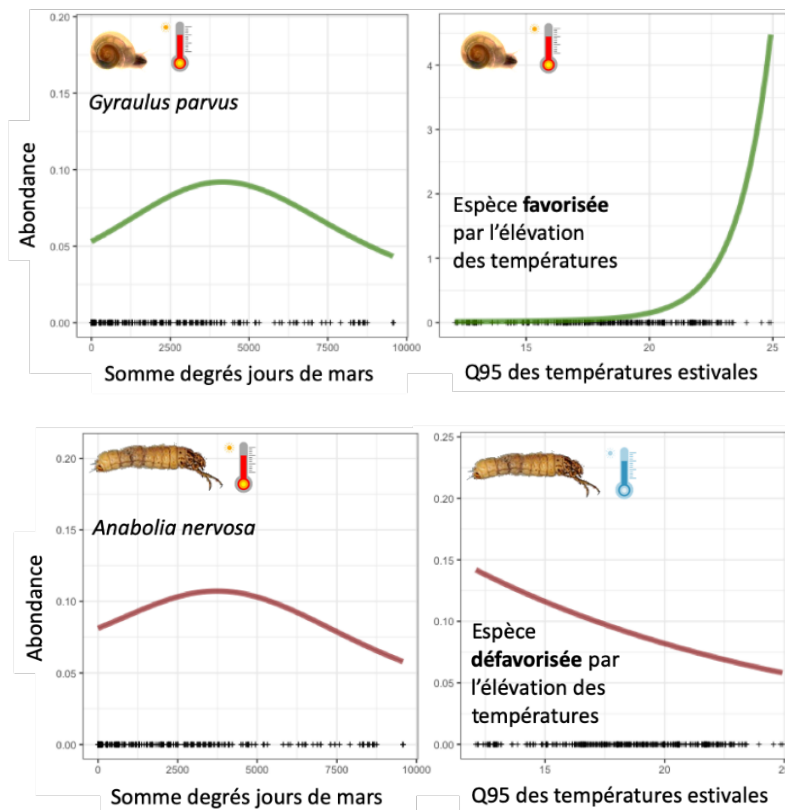 0.20
0.15
0.10
0.05
0.00
Gyraulus parvus
Abondance
0
2500
5000
7500
10000
Somme degrés jours de mars
4
3
2
1
0
Espèce favorisée
par l'élévation
des températures
15
20
25
Q95 des températures estivales
0.20
0.15
0.10
0.05
0.00
Anabolia nervosa
Abondance
0
2500
5000
7500
10000
Somme degrés jours de mars
0.25
0.20
0.15
0.10
0.05
0.00
Espèce
défavorisée par
l'élévation des
températures
15
20
25
Q95 des températures estivales